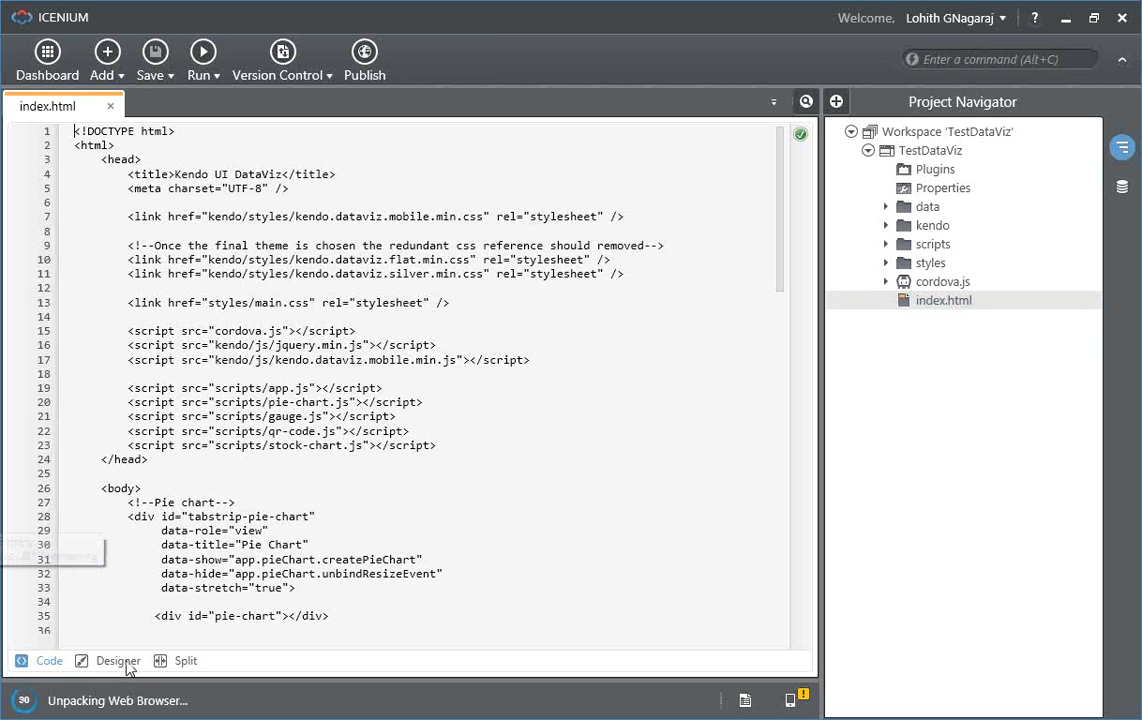 ICENIUM
Welcome. Lohith GNagaraj
?
Dashboard Add Save Run Version Control Publish
Enter a command (Alt+C)
index.html ×
Project Navigator
1 <!DOCTYPE html>
2 <html>
3 <head>
4 <title>Kendo UI DataViz</title>
5 <meta charset="UTF-8" />
6
7 <link href="kendo/styles/kendo.dataviz.mobile.min.css" rel="stylesheet" />
8
9 <!--Once the final theme is chosen the redundant css reference should removed-->
10 <link href="kendo/styles/kendo.dataviz.flat.min.css" rel="stylesheet" />
11 <link href="kendo/styles/kendo.dataviz.silver.min.css" rel="stylesheet" />
12
13 <link href="styles/main.css" rel="stylesheet" />
14
15 <script src="cordova.js"></script>
16 <script src="kendo/js/jquery.min.js"></script>
17 <script src="kendo/js/kendo.dataviz.mobile.min.js"></script>
18
19 <script src="scripts/app.js"></script>
20 <script src="scripts/pie-chart.js"></script>
21 <script src="scripts/gauge.js"></script>
22 <script src="scripts/qr-code.js"></script>
23 <script src="scripts/stock-chart.js"></script>
24 </head>
25
26 <body>
27 <!--Pie chart-->
28 <div id="tabstrip-pie-chart"
29 data-role="view"
30 data-title="Pie Chart"
31 data-show="app.pieChart.createPieChart"
32 data-hide="app.pieChart.unbindResizeEvent"
33 data-stretch="true">
34
35 <div id="pie-chart"></div>
36
Workspace 'TestDataViz'
TestDataViz
Plugins
Properties
data
kendo
scripts
styles
cordova.js
index.html
Code Designer Split
90 Unpacking Web Browser...